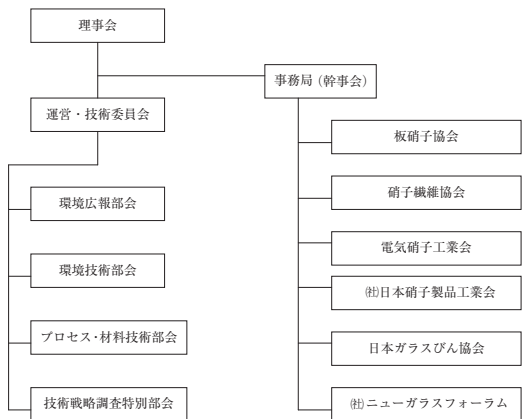 理事会
事務局（幹事会）
運営・技術委員会
板硝子協会
硝子繊維協会
環境広報部会
電気硝子工業会
環境技術部会
㈳日本硝子製品工業会
プロセス・材料技術部会
日本ガラスびん協会
技術戦略調査特別部会
㈳ニューガラスフォーラム